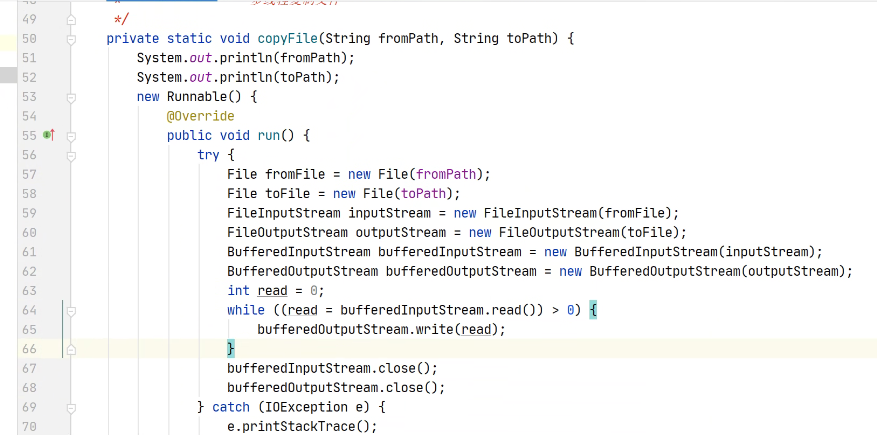 49 */
50 private static void copyFile(String fromPath, String toPath) {
51 System.out.println(fromPath);
52 System.out.println(toPath);
53 new Runnable() {
54 @Override
55 public void run() {
56 try {
57 File fromFile = new File(fromPath);
58 File toFile = new File(toPath);
59 FileInputStream inputStream = new FileInputStream(fromFile);
60 FileOutputStream outputStream = new FileOutputStream(toFile);
61 BufferedInputStream bufferedInputStream = new BufferedInputStream(inputStream);
62 BufferedOutputStream bufferedOutputStream = new BufferedOutputStream(outputStream);
63 int read = 0;
64 while ((read = bufferedInputStream.read()) > 0) {
65 bufferedOutputStream.write(read);
66 }
67 bufferedInputStream.close();
68 bufferedOutputStream.close();
69 } catch (IOException e) {
70 e.printStackTrace();